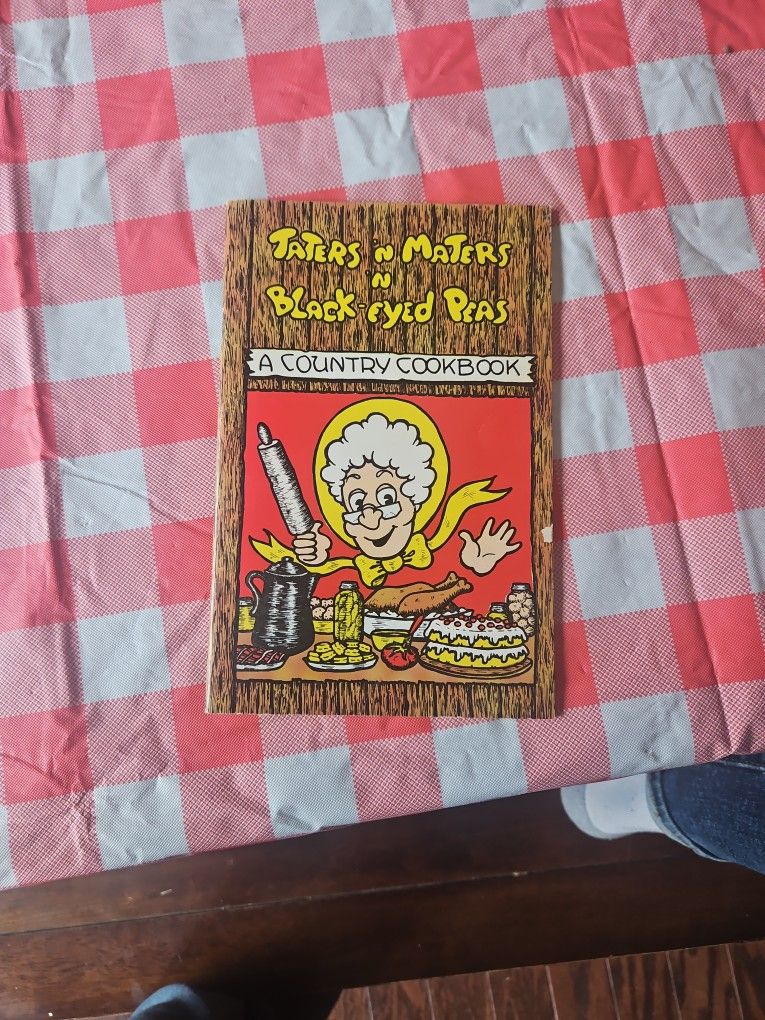 TATERS 'N MATERS
'N
BLACK-EYED PEAS
A COUNTRY COOKBOOK